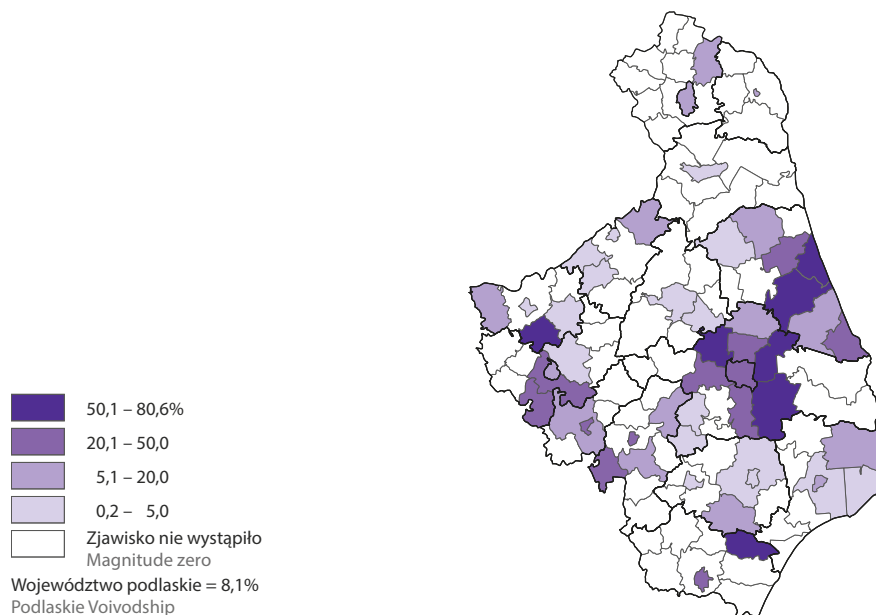 50,1 – 80,6%
20,1 – 50,0
5,1 – 20,0
0,2 – 5,0
Zjawisko nie wystąpiło
Magnitude zero
Województwo podlaskie = 8,1%
Podlaskie Voivodship